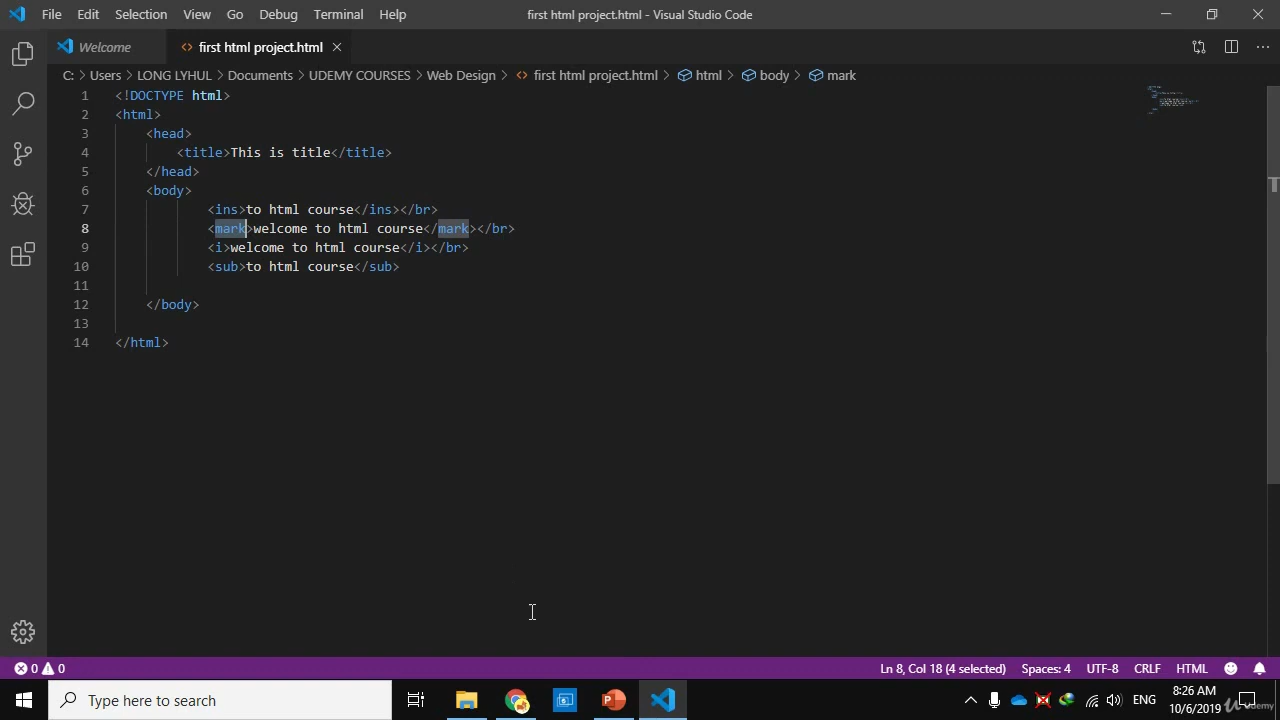 File Edit Selection View Go Debug Terminal Help first html project.html - Visual Studio Code
Welcome <> first html project.html ×
C: > Users > LONG LYHUL > Documents > UDEMY COURSES > Web Design > <> first html project.html > html > body > mark
1 <!DOCTYPE html>
2 <html>
3 <head>
4 <title>This is title</title>
5 </head>
6 <body>
7 <ins>to html course</ins></br>
8 <mark>welcome to html course</mark></br>
9 <i>welcome to html course</i></br>
10 <sub>to html course</sub>
11
12 </body>
13
14 </html>
0 0 Ln 8, Col 18 (4 selected) Spaces: 4 UTF-8 CRLF HTML
Type here to search ENG 8:26 AM
10/6/2019 Udemy